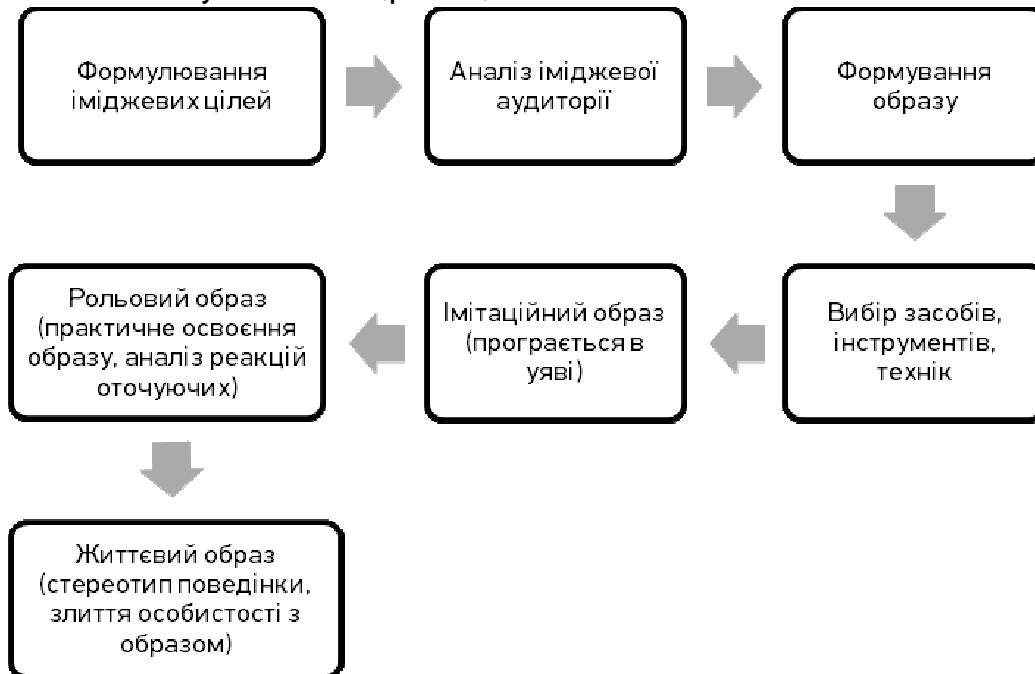 Формулювання
іміджевих цілей
Аналіз іміджевої
аудиторії
Формування
образу
Вибір засобів,
інструментів,
технік
Імітаційний образ
(програється в
уяві)
Рольовий образ
(практичне освоєння
образу, аналіз реакцій
оточуючих)
Життєвий образ
(стереотип поведінки,
злиття особистості з
образом)